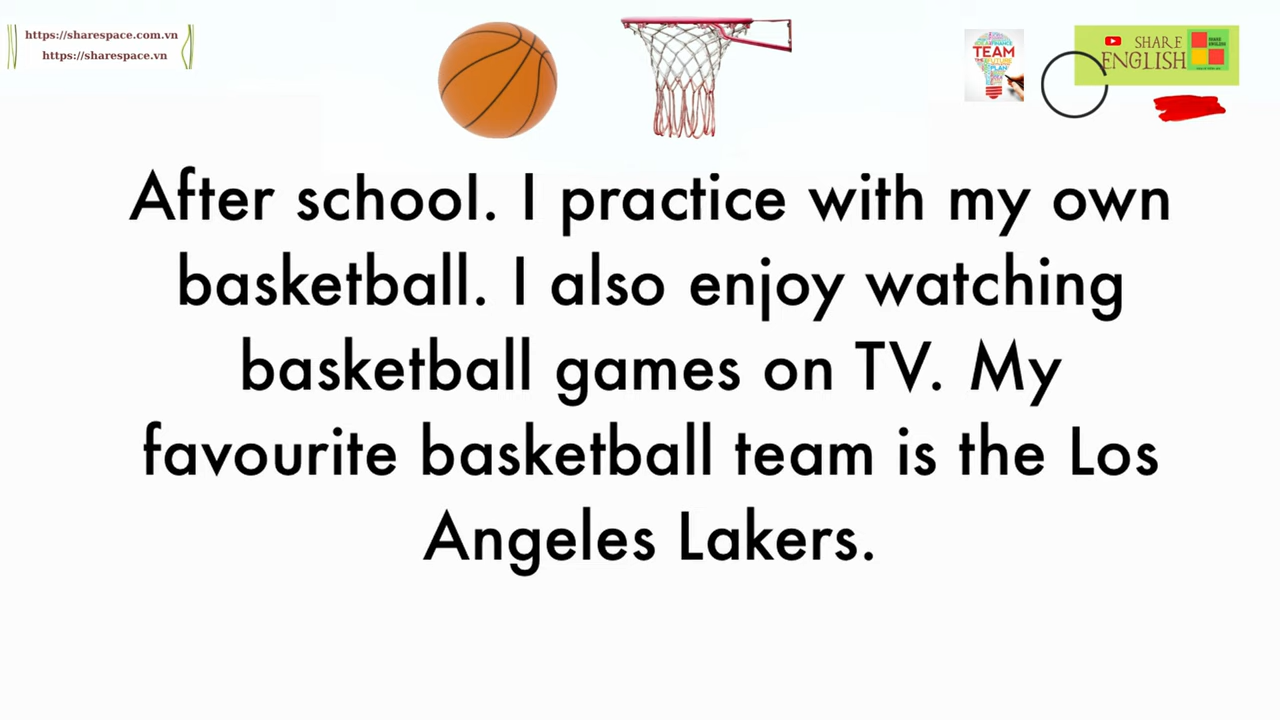 https://sharespace.com.vn
https://sharespace.vn
TEAM
PLAN
SHARE
ENGLISH
After school. I practice with my own
basketball. I also enjoy watching
basketball games on TV. My
favourite basketball team is the Los
Angeles Lakers.